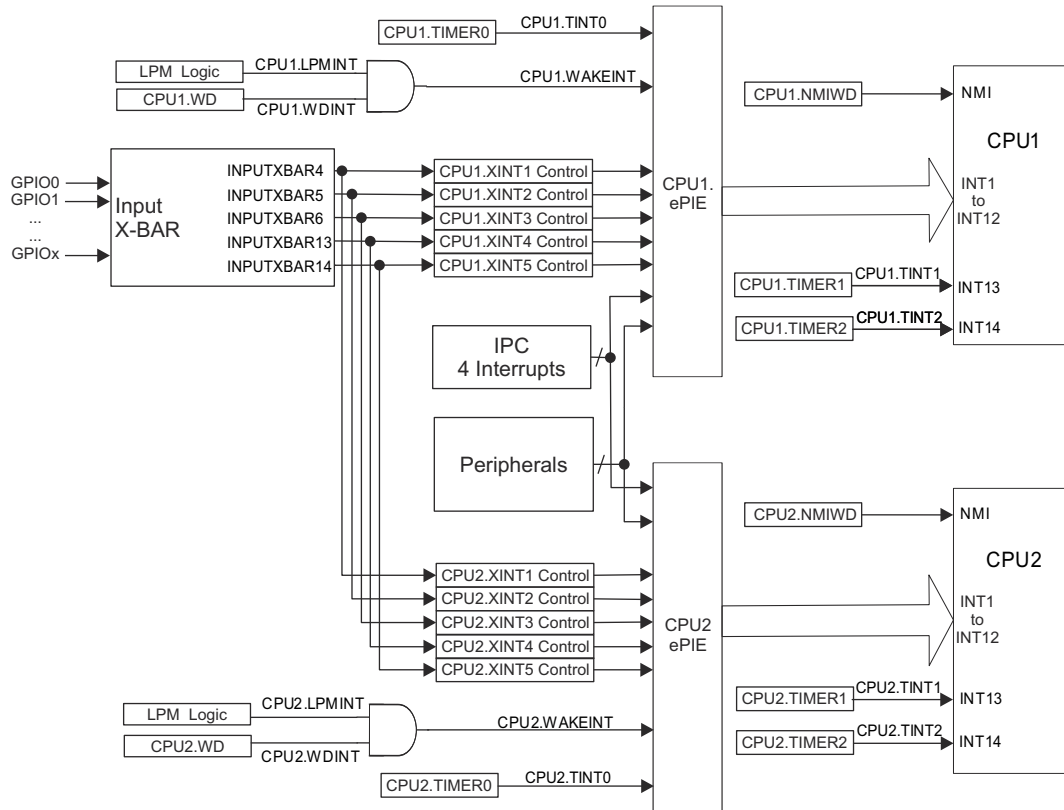 CPU1.TIMER0
CPU1.TINT0
LPM Logic
CPU1.LPMINT
CPU1.WD
CPU1.WDINT
CPU1.WAKEINT
GPIO0
GPIO1
...
...
GPIOx
Input
X-BAR
INPUTXBAR4
INPUTXBAR5
INPUTXBAR6
INPUTXBAR13
INPUTXBAR14
CPU1.XINT1 Control
CPU1.XINT2 Control
CPU1.XINT3 Control
CPU1.XINT4 Control
CPU1.XINT5 Control
IPC
4 Interrupts
Peripherals
CPU1.
ePIE
CPU1.NMIWD
NMI
CPU1
INT1
to
INT12
CPU1.TIMER1
CPU1.TINT1
INT13
CPU1.TIMER2
CPU1.TINT2
INT14
CPU2.XINT1 Control
CPU2.XINT2 Control
CPU2.XINT3 Control
CPU2.XINT4 Control
CPU2.XINT5 Control
LPM Logic
CPU2.LPMINT
CPU2.WD
CPU2.WDINT
CPU2.WAKEINT
CPU2.TIMER0
CPU2.TINT0
CPU2
ePIE
CPU2.NMIWD
NMI
CPU2
INT1
to
INT12
CPU2.TIMER1
CPU2.TINT1
INT13
CPU2.TIMER2
CPU2.TINT2
INT14